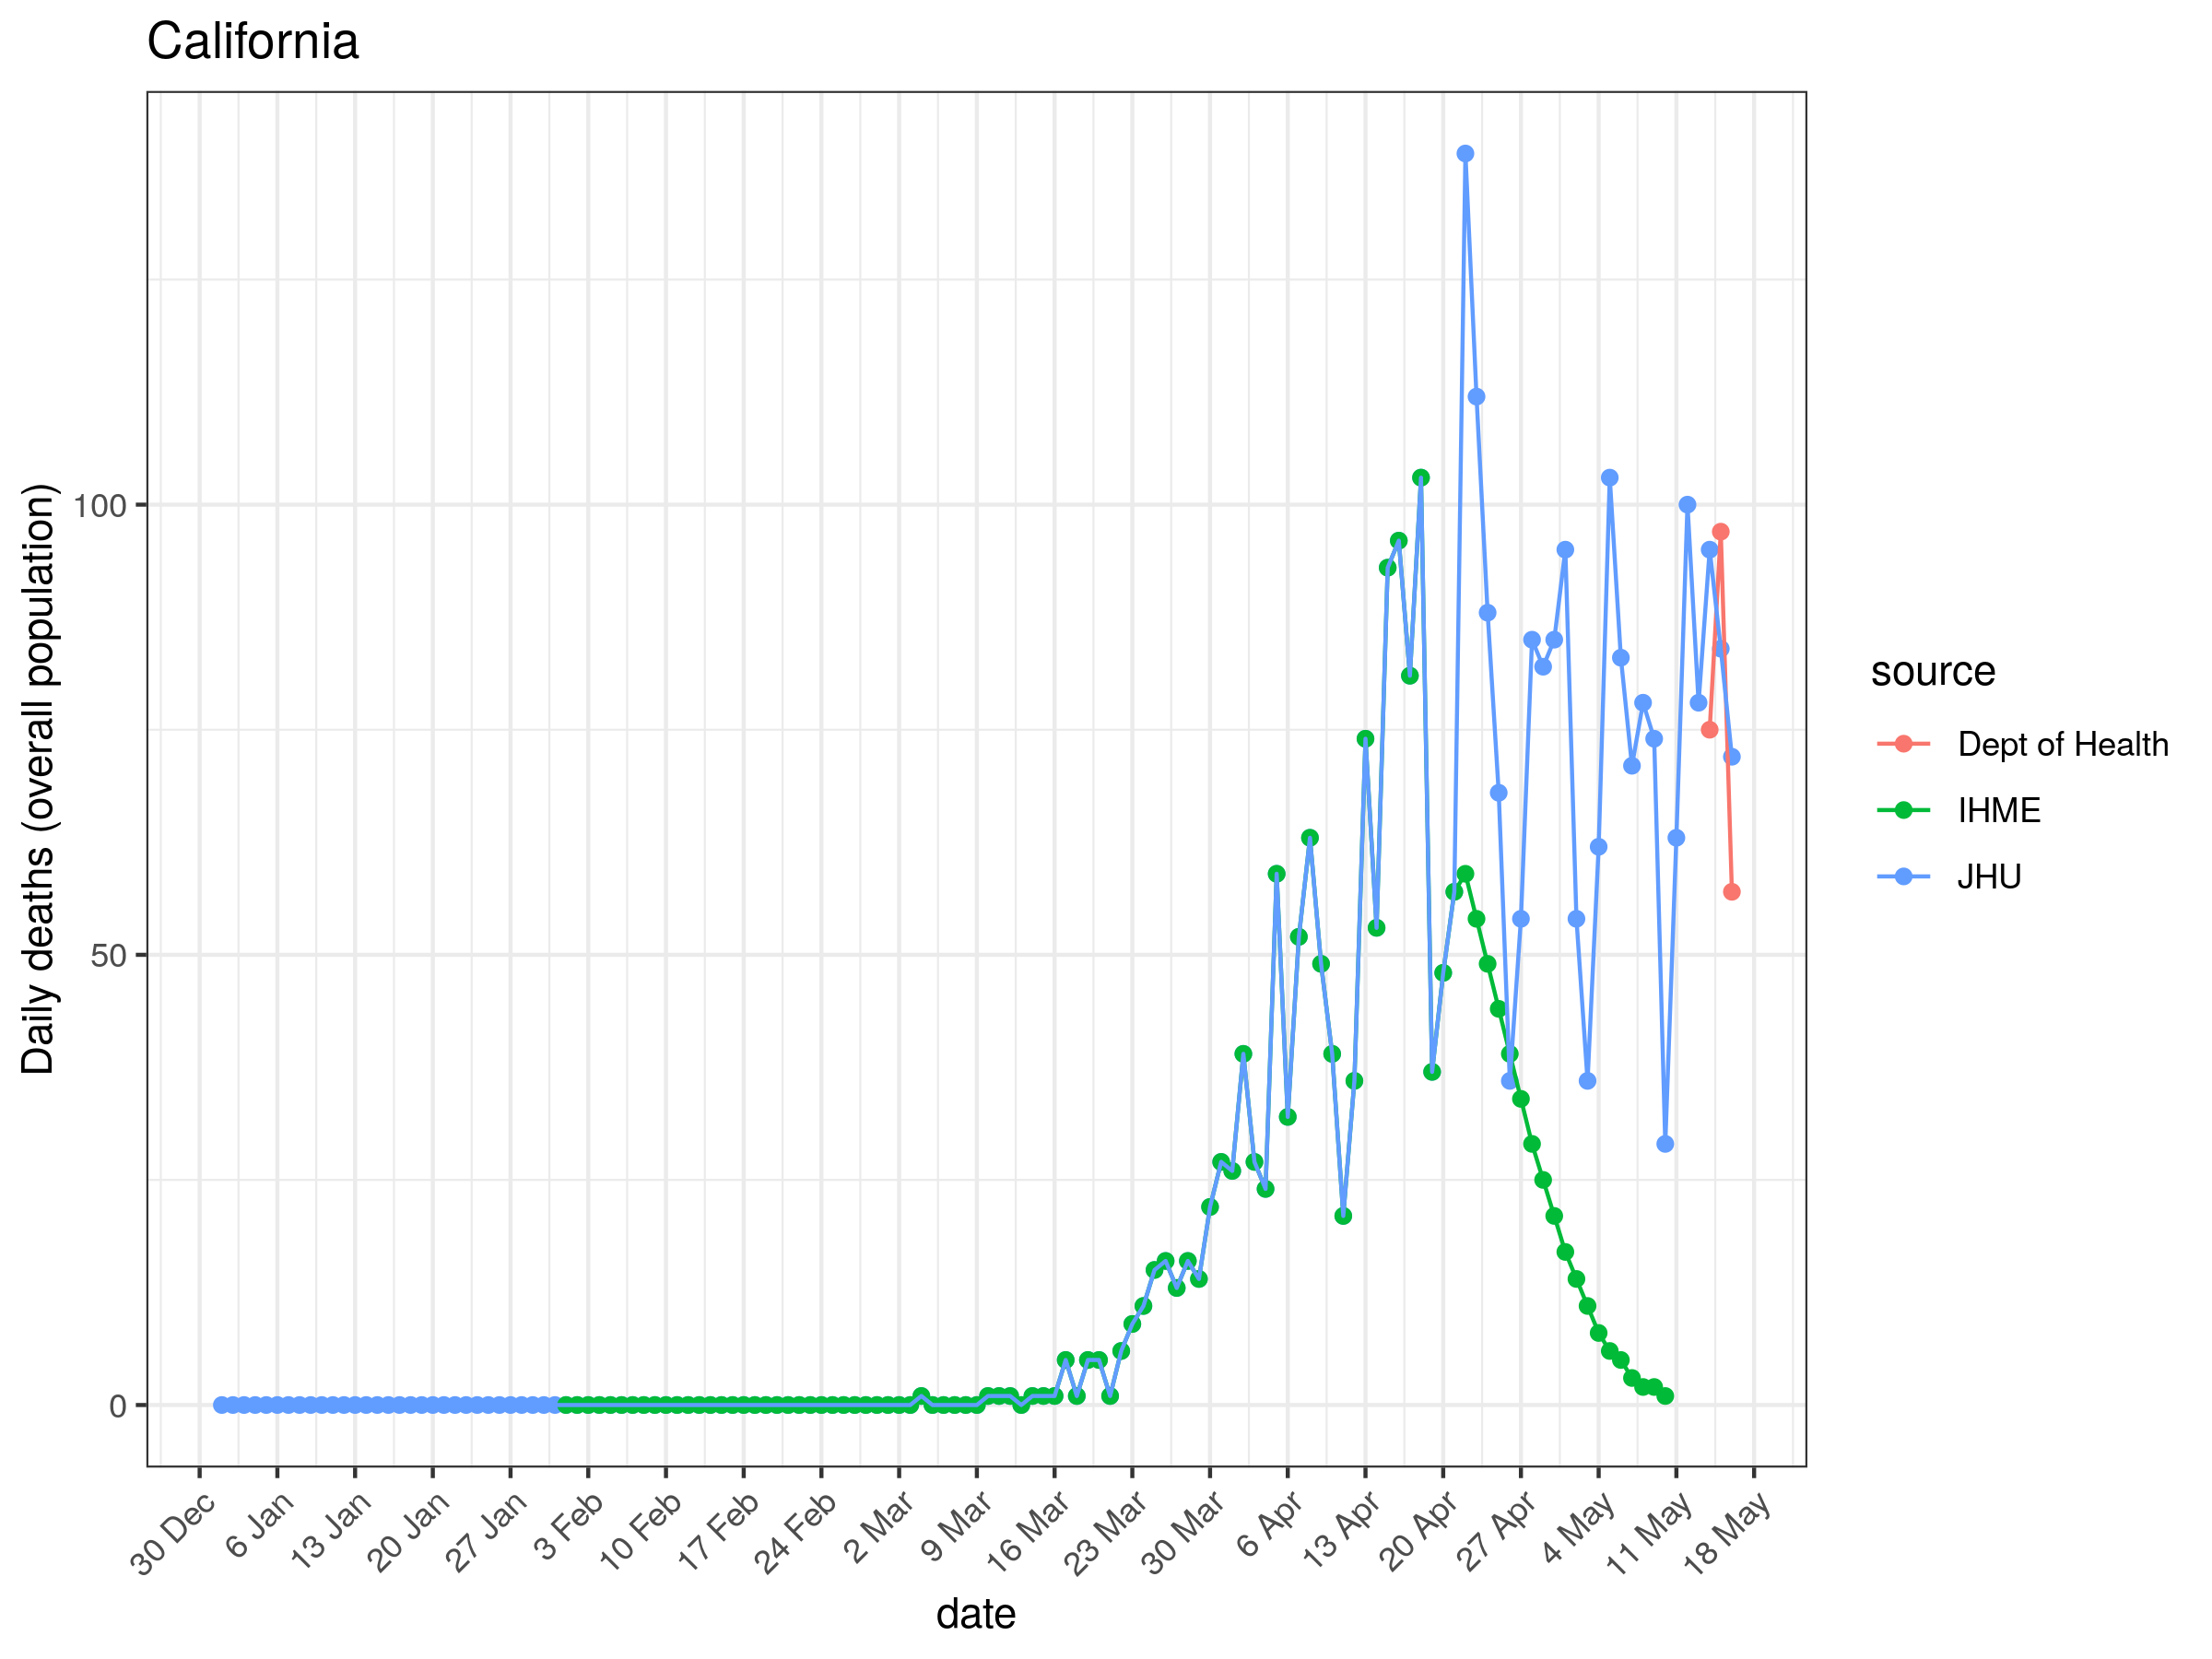 California
Daily deaths (overall population)
100
50
0
30 Dec
6 Jan
13 Jan
20 Jan
27 Jan
3 Feb
10 Feb
17 Feb
24 Feb
2 Mar
9 Mar
16 Mar
23 Mar
30 Mar
6 Apr
13 Apr
20 Apr
27 Apr
4 May
11 May
18 May
date
source
Dept of Health
IHME
JHU